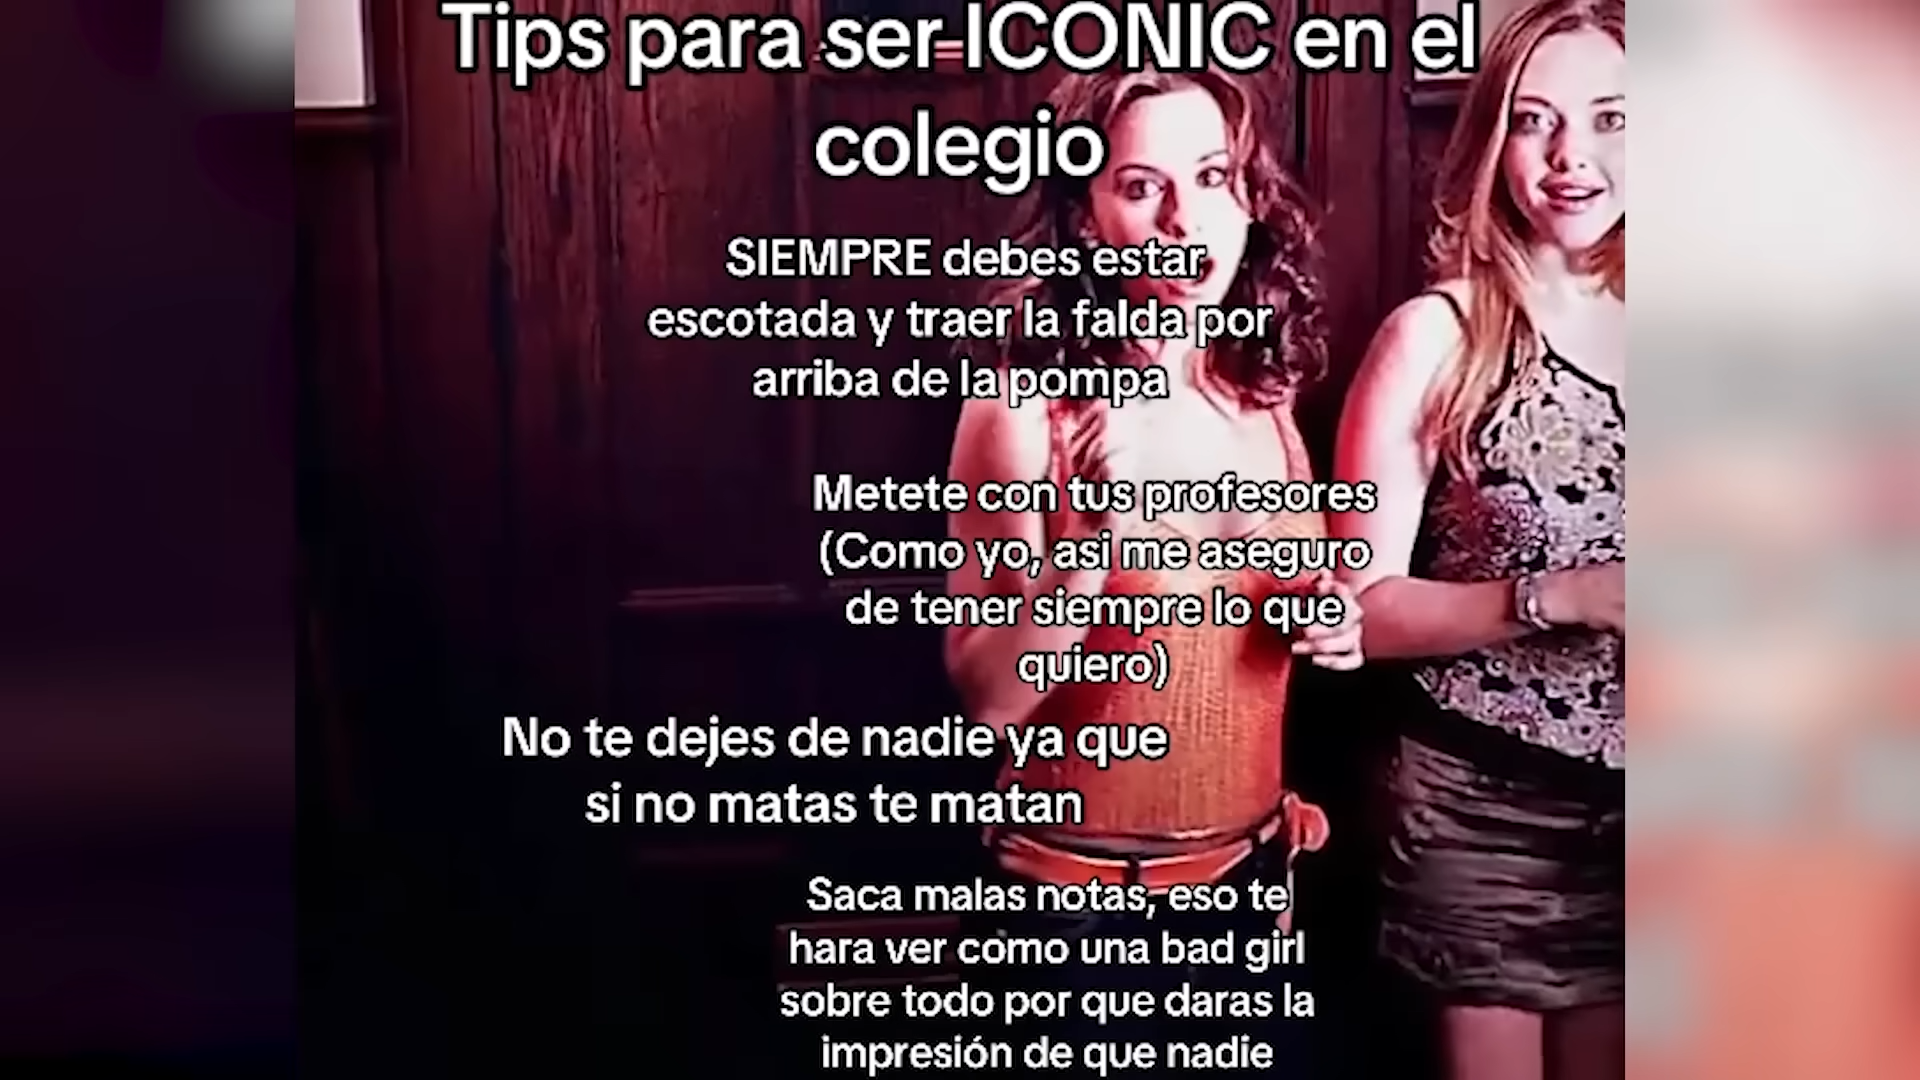 Tips para ser ICONIC en el
colegio
SIEMPRE debes estar
escotada y traer la falda por
arriba de la pompa
Metete con tus profesores
(Como yo, asi me aseguro
de tener siempre lo que
quiero)
No te dejes de nadie ya que
si no matas te matan
Saca malas notas, eso te
hara ver como una bad girl
sobre todo por que daras la
impresión de que nadie